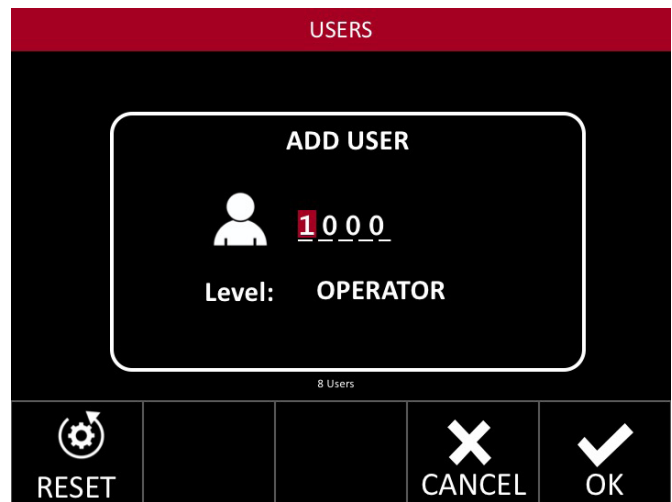 USERS
ADD USER
1000
Level: OPERATOR
8 Users
RESET CANCEL OK